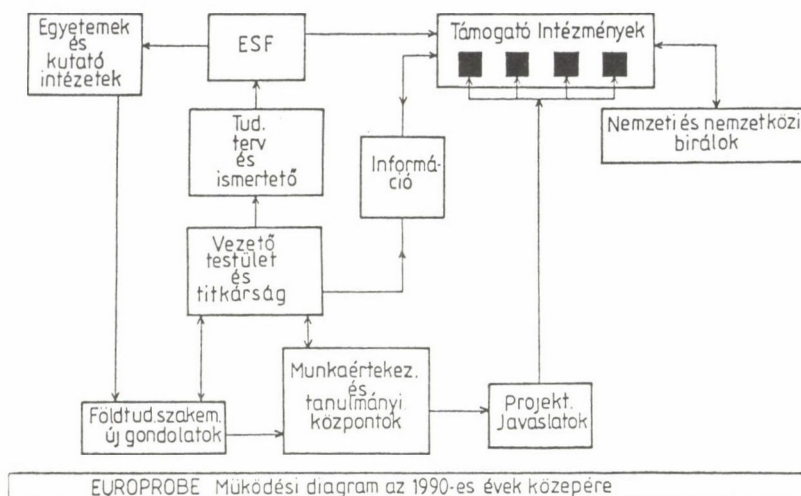 Egyetemek
és
kutató
intézetek
ESF
Támogató Intézmények
Tud.
terv
és
ismertető
Informá-
ció
Nemzeti és nemzetközi
birálok
Vezető
testület
és
titkárság
Földtud.szakem.
új gondolatok
Munkaértekez.
és
tanulmányi
központok
Projekt.
Javaslatok
EUROPROBE Működési diagram az 1990-es évek közepére